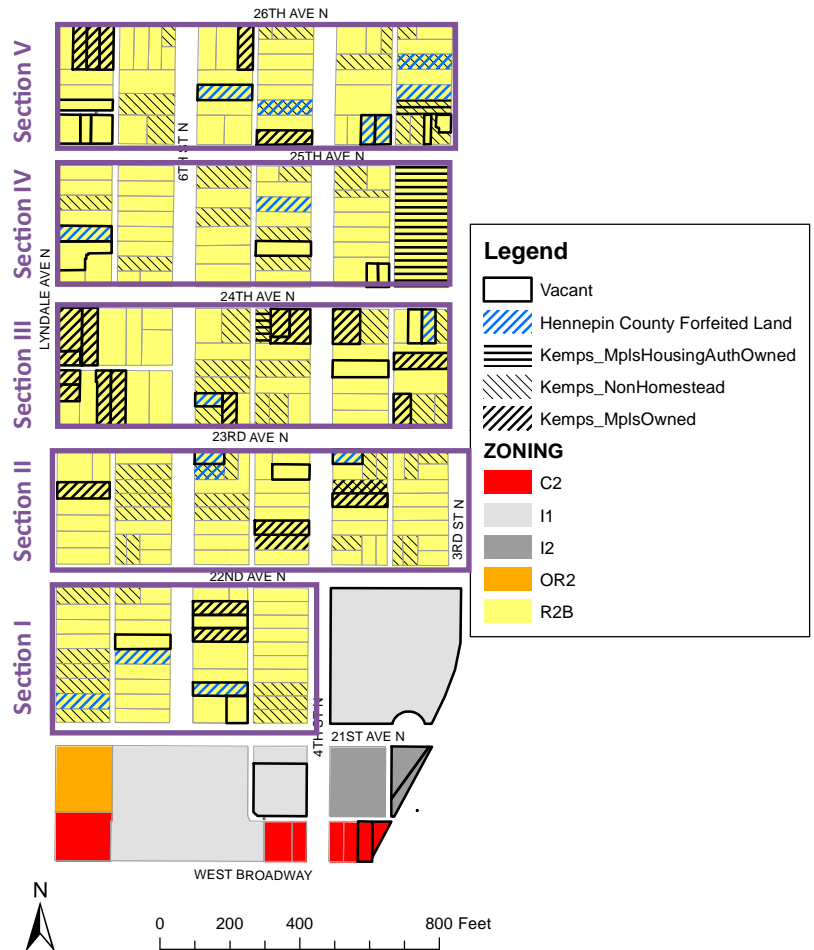 26TH AVE N
Section V
6TH ST N
25TH AVE N
Section IV
LYNDALE AVE N
24TH AVE N
Section III
23RD AVE N
Section II
3RD ST N
22ND AVE N
Section I
4TH ST N
21ST AVE N
WEST BROADWAY
Legend
Vacant
Hennepin County Forfeited Land
Kemps_MplsHousingAuthOwned
Kemps_NonHomestead
Kemps_MplsOwned
ZONING
C2
I1
I2
OR2
R2B
N
0 200 400 800 Feet